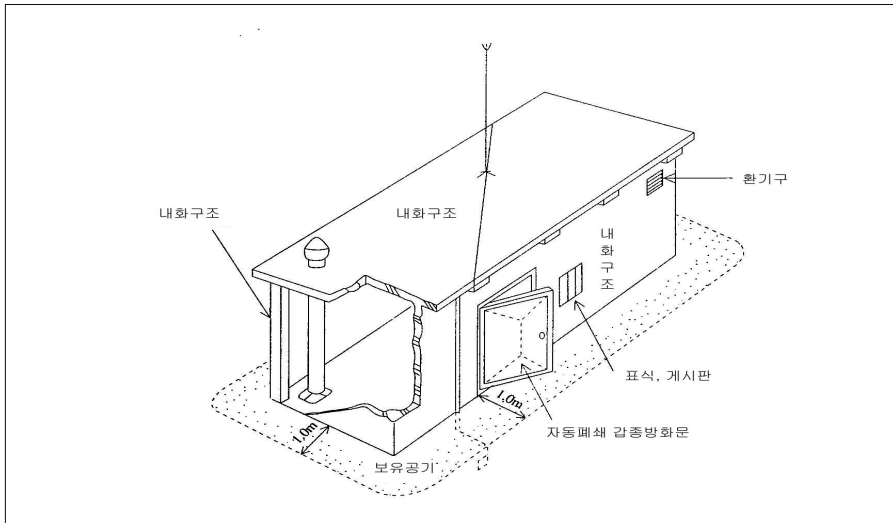 환기구
내화구조
내화구조
내화구조
표식, 게시판
1,0m
자동폐쇄 갑종방화문
1,0m
보유공기